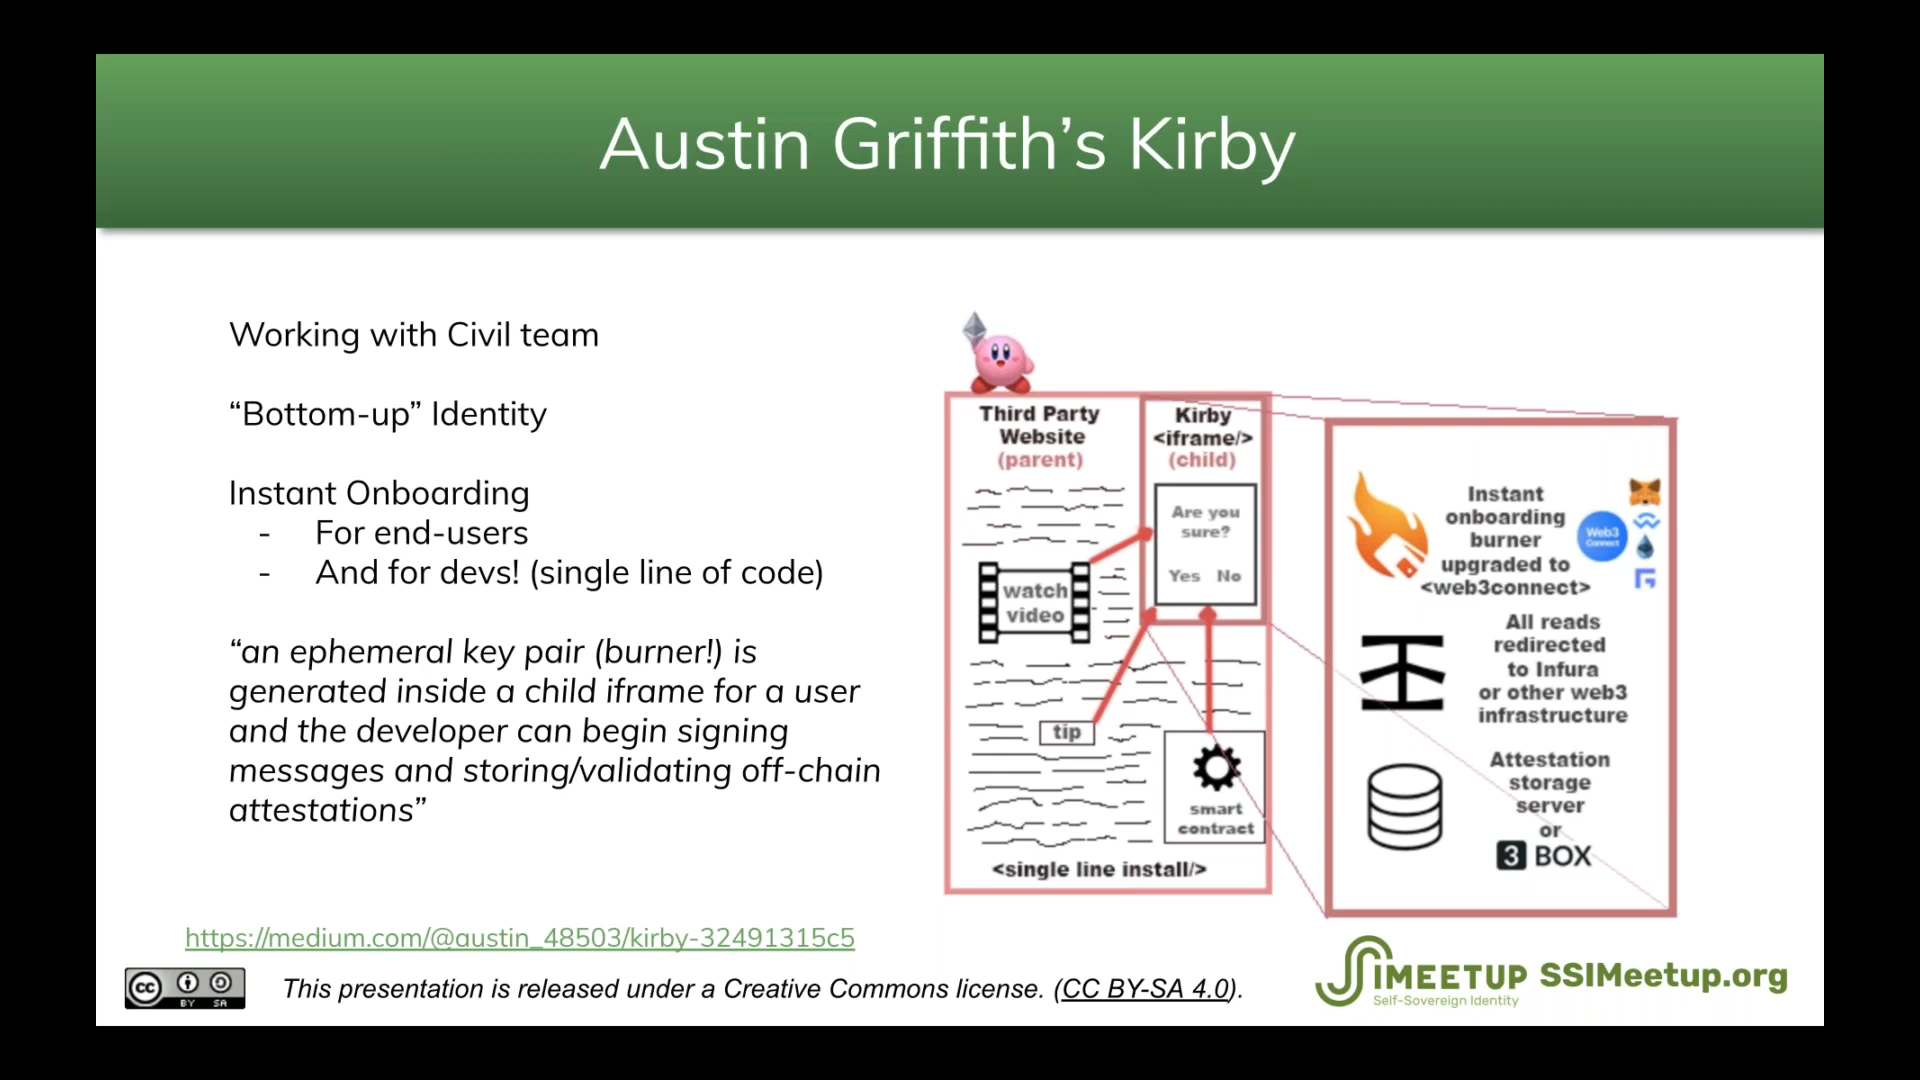 Austin Griffith’s Kirby
Working with Civil team
“Bottom-up” Identity
Instant Onboarding
- For end-users
- And for devs! (single line of code)
“an ephemeral key pair (burner!) is
generated inside a child iframe for a user
and the developer can begin signing
messages and storing/validating off-chain
attestations”
https://medium.com/@austin_48503/kirby-32491315c5
Third Party
Website
(parent)
Kirby
<iframe/>
(child)
Are you
sure?
Yes No
watch
video
tip
smart
contract
<single line install/>
Instant
onboarding
burner
upgraded to
<web3connect>
Web3
Connect
All reads
redirected
to Infura
or other web3
infrastructure
Attestation
storage
server
or
3 BOX
cc BY SA
This presentation is released under a Creative Commons license. (CC BY-SA 4.0).
SSIMEETUP SSIMeetup.org
Self-Sovereign Identity